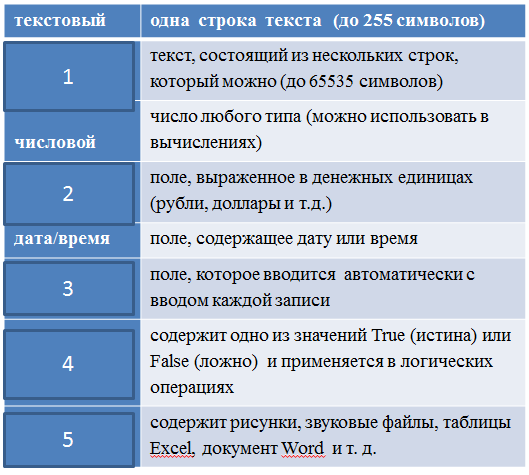 текстовый
одна строка текста (до 255 символов)
1
текст, состоящий из нескольких строк,
который можно (до 65535 символов)
числовой
число любого типа (можно использовать в
вычислениях)
2
поле, выраженное в денежных единицах
(рубли, доллары и т.д.)
дата/время
поле, содержащее дату или время
3
поле, которое вводится автоматически с
вводом каждой записи
4
содержит одно из значений True (истина) или
False (ложно) и применяется в логических
операциях
5
содержит рисунки, звуковые файлы, таблицы
Excel, документ Word и т. д.